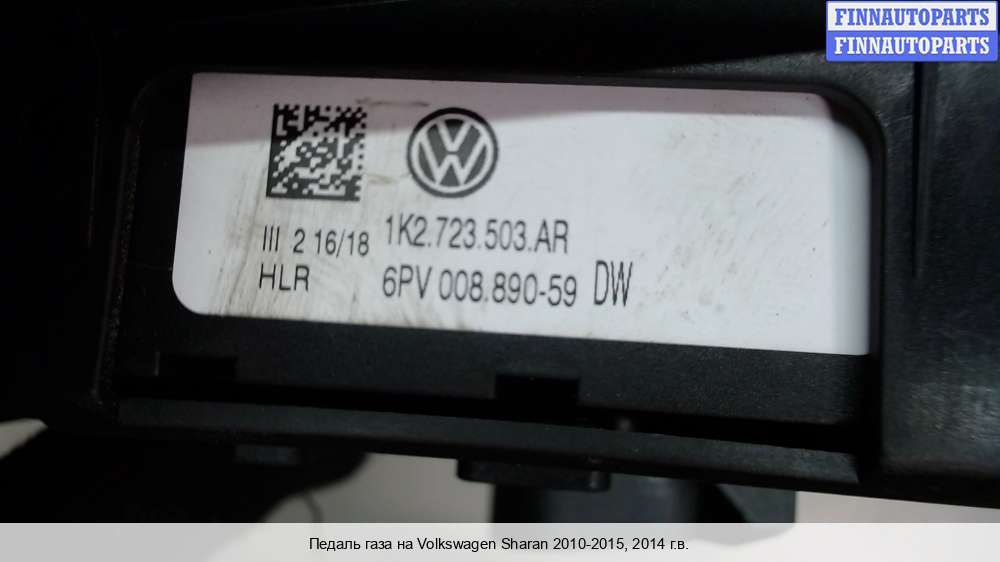 FINNAUTOPARTS
FINNAUTOPARTS
1K2.723.503.AR
III 2 16/18
HLR
6PV 008.890-59 DW
Педаль газа на Volkswagen Sharan 2010-2015, 2014 г.в.